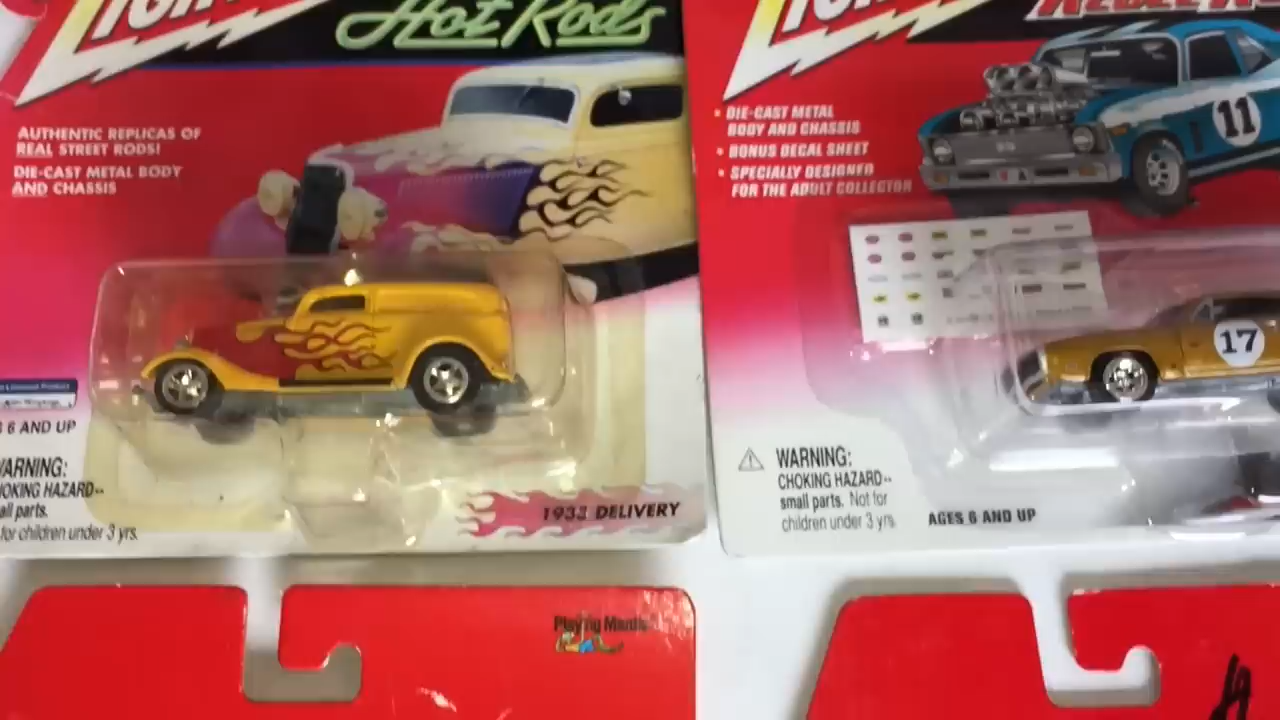 Hot Rods
AUTHENTIC REPLICAS OF
REAL STREET RODS!
DIE-CAST METAL BODY
AND CHASSIS
6 AND UP
WARNING:
CHOKING HAZARD--
small parts.
for children under 3 yrs.
1933 DELIVERY
• DIE-CAST METAL
BODY AND CHASSIS
• BONUS DECAL SHEET
• SPECIALLY DESIGNED
FOR THE ADULT COLLECTOR
11
17
WARNING:
CHOKING HAZARD--
small parts. Not for
children under 3 yrs.
AGES 6 AND UP
Playing Mantis